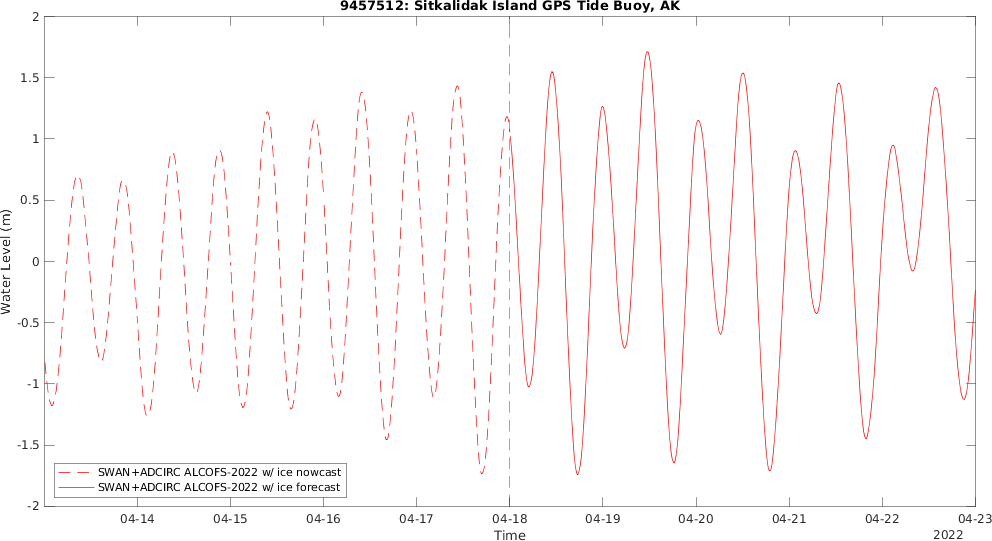 9457512: Sitkalidak Island GPS Tide Buoy, AK
2
1.5
1
0.5
0
-0.5
-1
-1.5
-2
Water Level (m)
SWAN+ADCIRC ALCOFS-2022 w/ ice nowcast
SWAN+ADCIRC ALCOFS-2022 w/ ice forecast
04-14 04-15 04-16 04-17 04-18 04-19 04-20 04-21 04-22 04-23
Time
2022